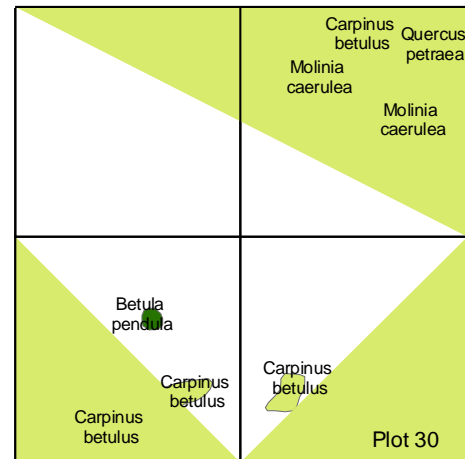 Carpinus
betulus
Quercus
petraea
Molinia
caerulea
Molinia
caerulea
Betula
pendula
Carpinus
betulus
Carpinus
betulus
Carpinus
betulus
Plot 30